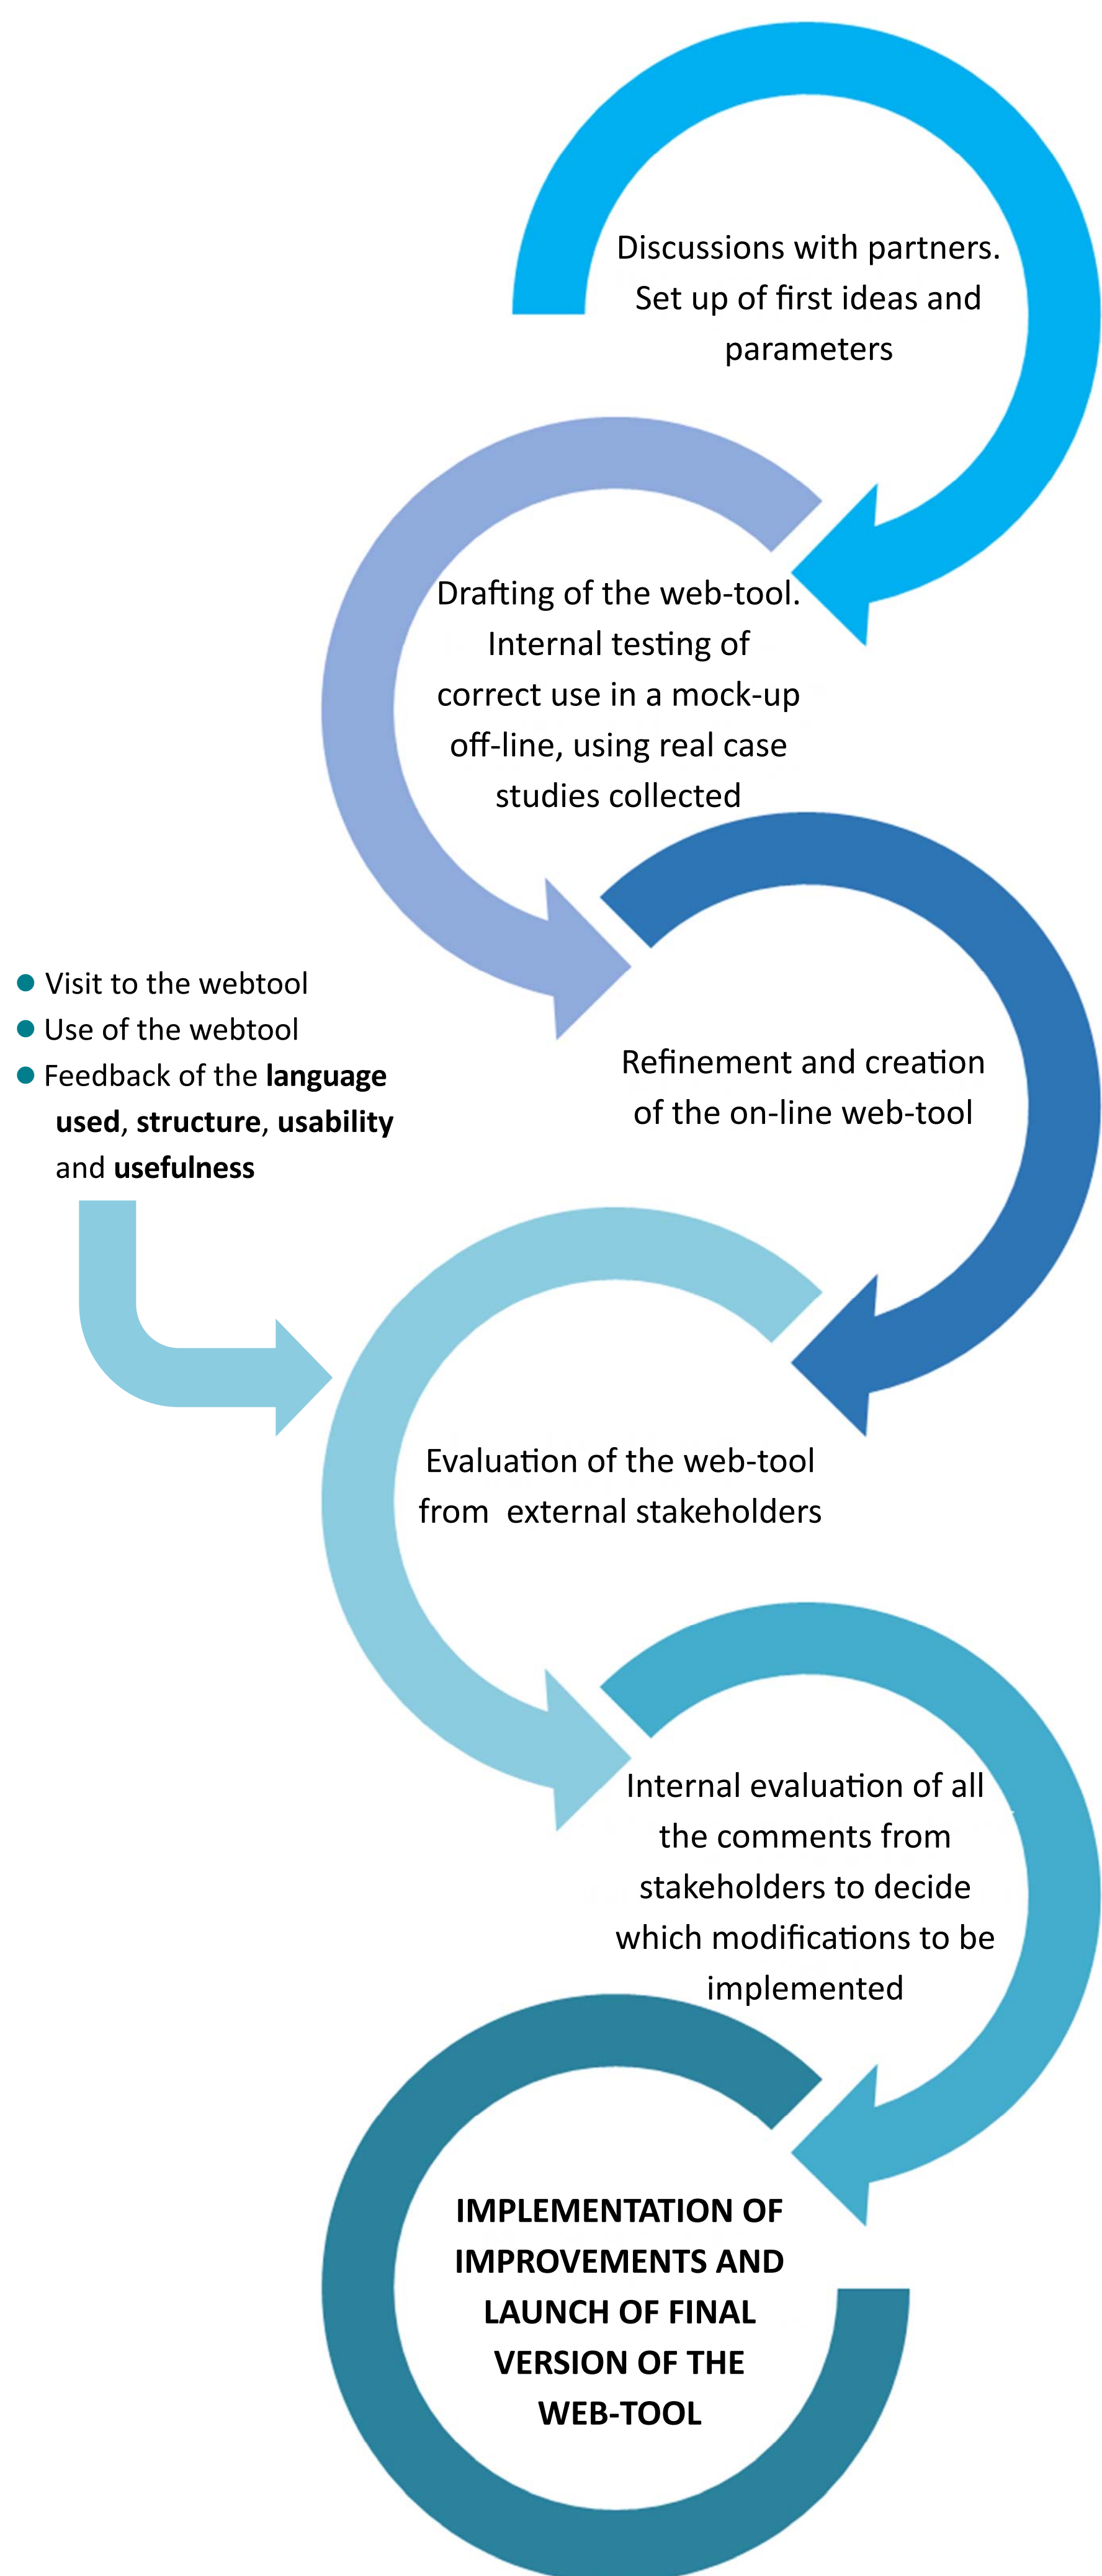 Discussions with partners.
Set up of first ideas and
parameters
Drafting of the web-tool.
Internal testing of
correct use in a mock-up
off-line, using real case
studies collected
● Visit to the webtool
● Use of the webtool
● Feedback of the language
used, structure, usability
and usefulness
Refinement and creation
of the on-line web-tool
Evaluation of the web-tool
from  external stakeholders
Internal evaluation of all
the comments from
stakeholders to decide
which modifications to be
implemented
IMPLEMENTATION OF
IMPROVEMENTS AND
LAUNCH OF FINAL
VERSION OF THE
WEB-TOOL